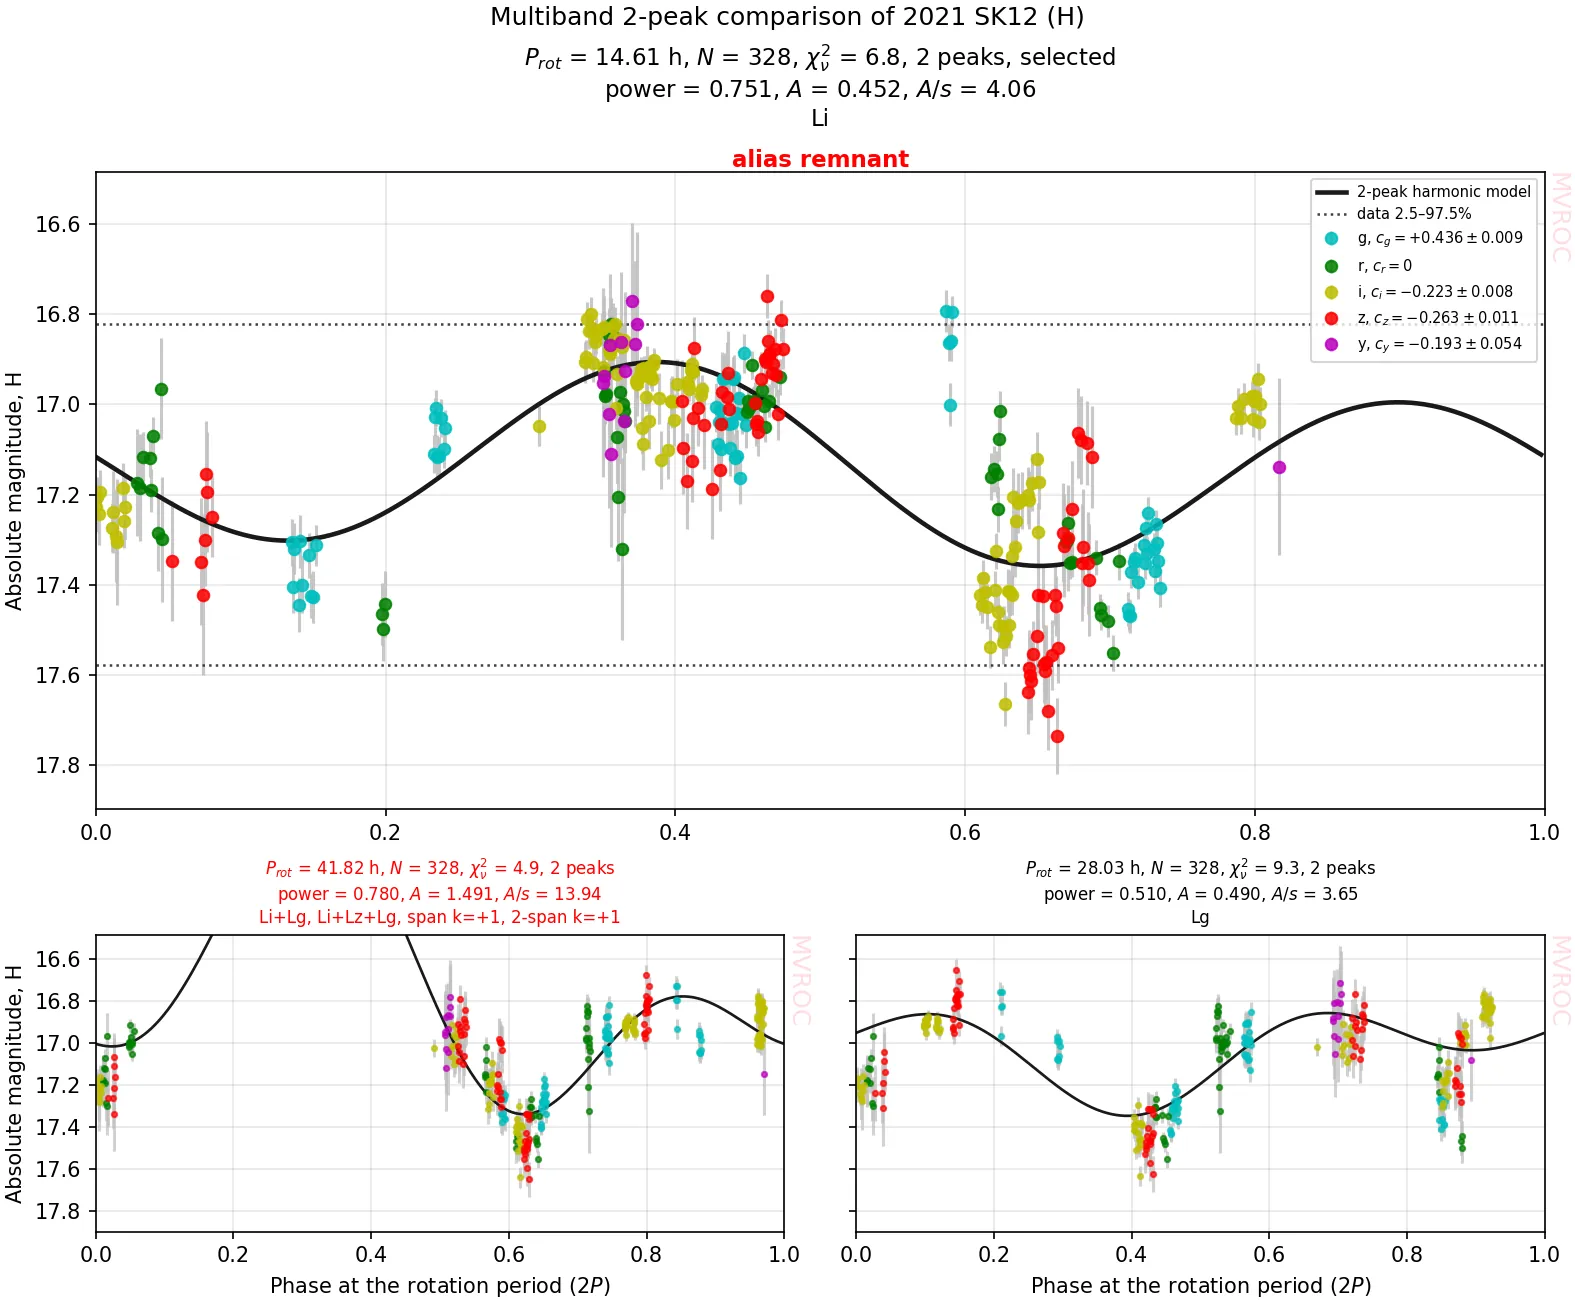 Multiband 2-peak comparison of 2021 SK12 (H)
P_rot = 14.61 h, N = 328, χ²_ν = 6.8, 2 peaks, selected
power = 0.751, A = 0.452, A/s = 4.06
Li
alias remnant
MVROC
2-peak harmonic model
data 2.5–97.5%
g, c_g = +0.436 ± 0.009
r, c_r = 0
i, c_i = −0.223 ± 0.008
z, c_z = −0.263 ± 0.011
y, c_y = −0.193 ± 0.054
Absolute magnitude, H
16.6
16.8
17.0
17.2
17.4
17.6
17.8
0.0 0.2 0.4 0.6 0.8 1.0
P_rot = 41.82 h, N = 328, χ²_ν = 4.9, 2 peaks
power = 0.780, A = 1.491, A/s = 13.94
Li+Lg, Li+Lz+Lg, span k=+1, 2-span k=+1
MVROC
Absolute magnitude, H
16.6
16.8
17.0
17.2
17.4
17.6
17.8
0.0 0.2 0.4 0.6 0.8 1.0
Phase at the rotation period (2P)
P_rot = 28.03 h, N = 328, χ²_ν = 9.3, 2 peaks
power = 0.510, A = 0.490, A/s = 3.65
Lg
MVROC
0.0 0.2 0.4 0.6 0.8 1.0
Phase at the rotation period (2P)